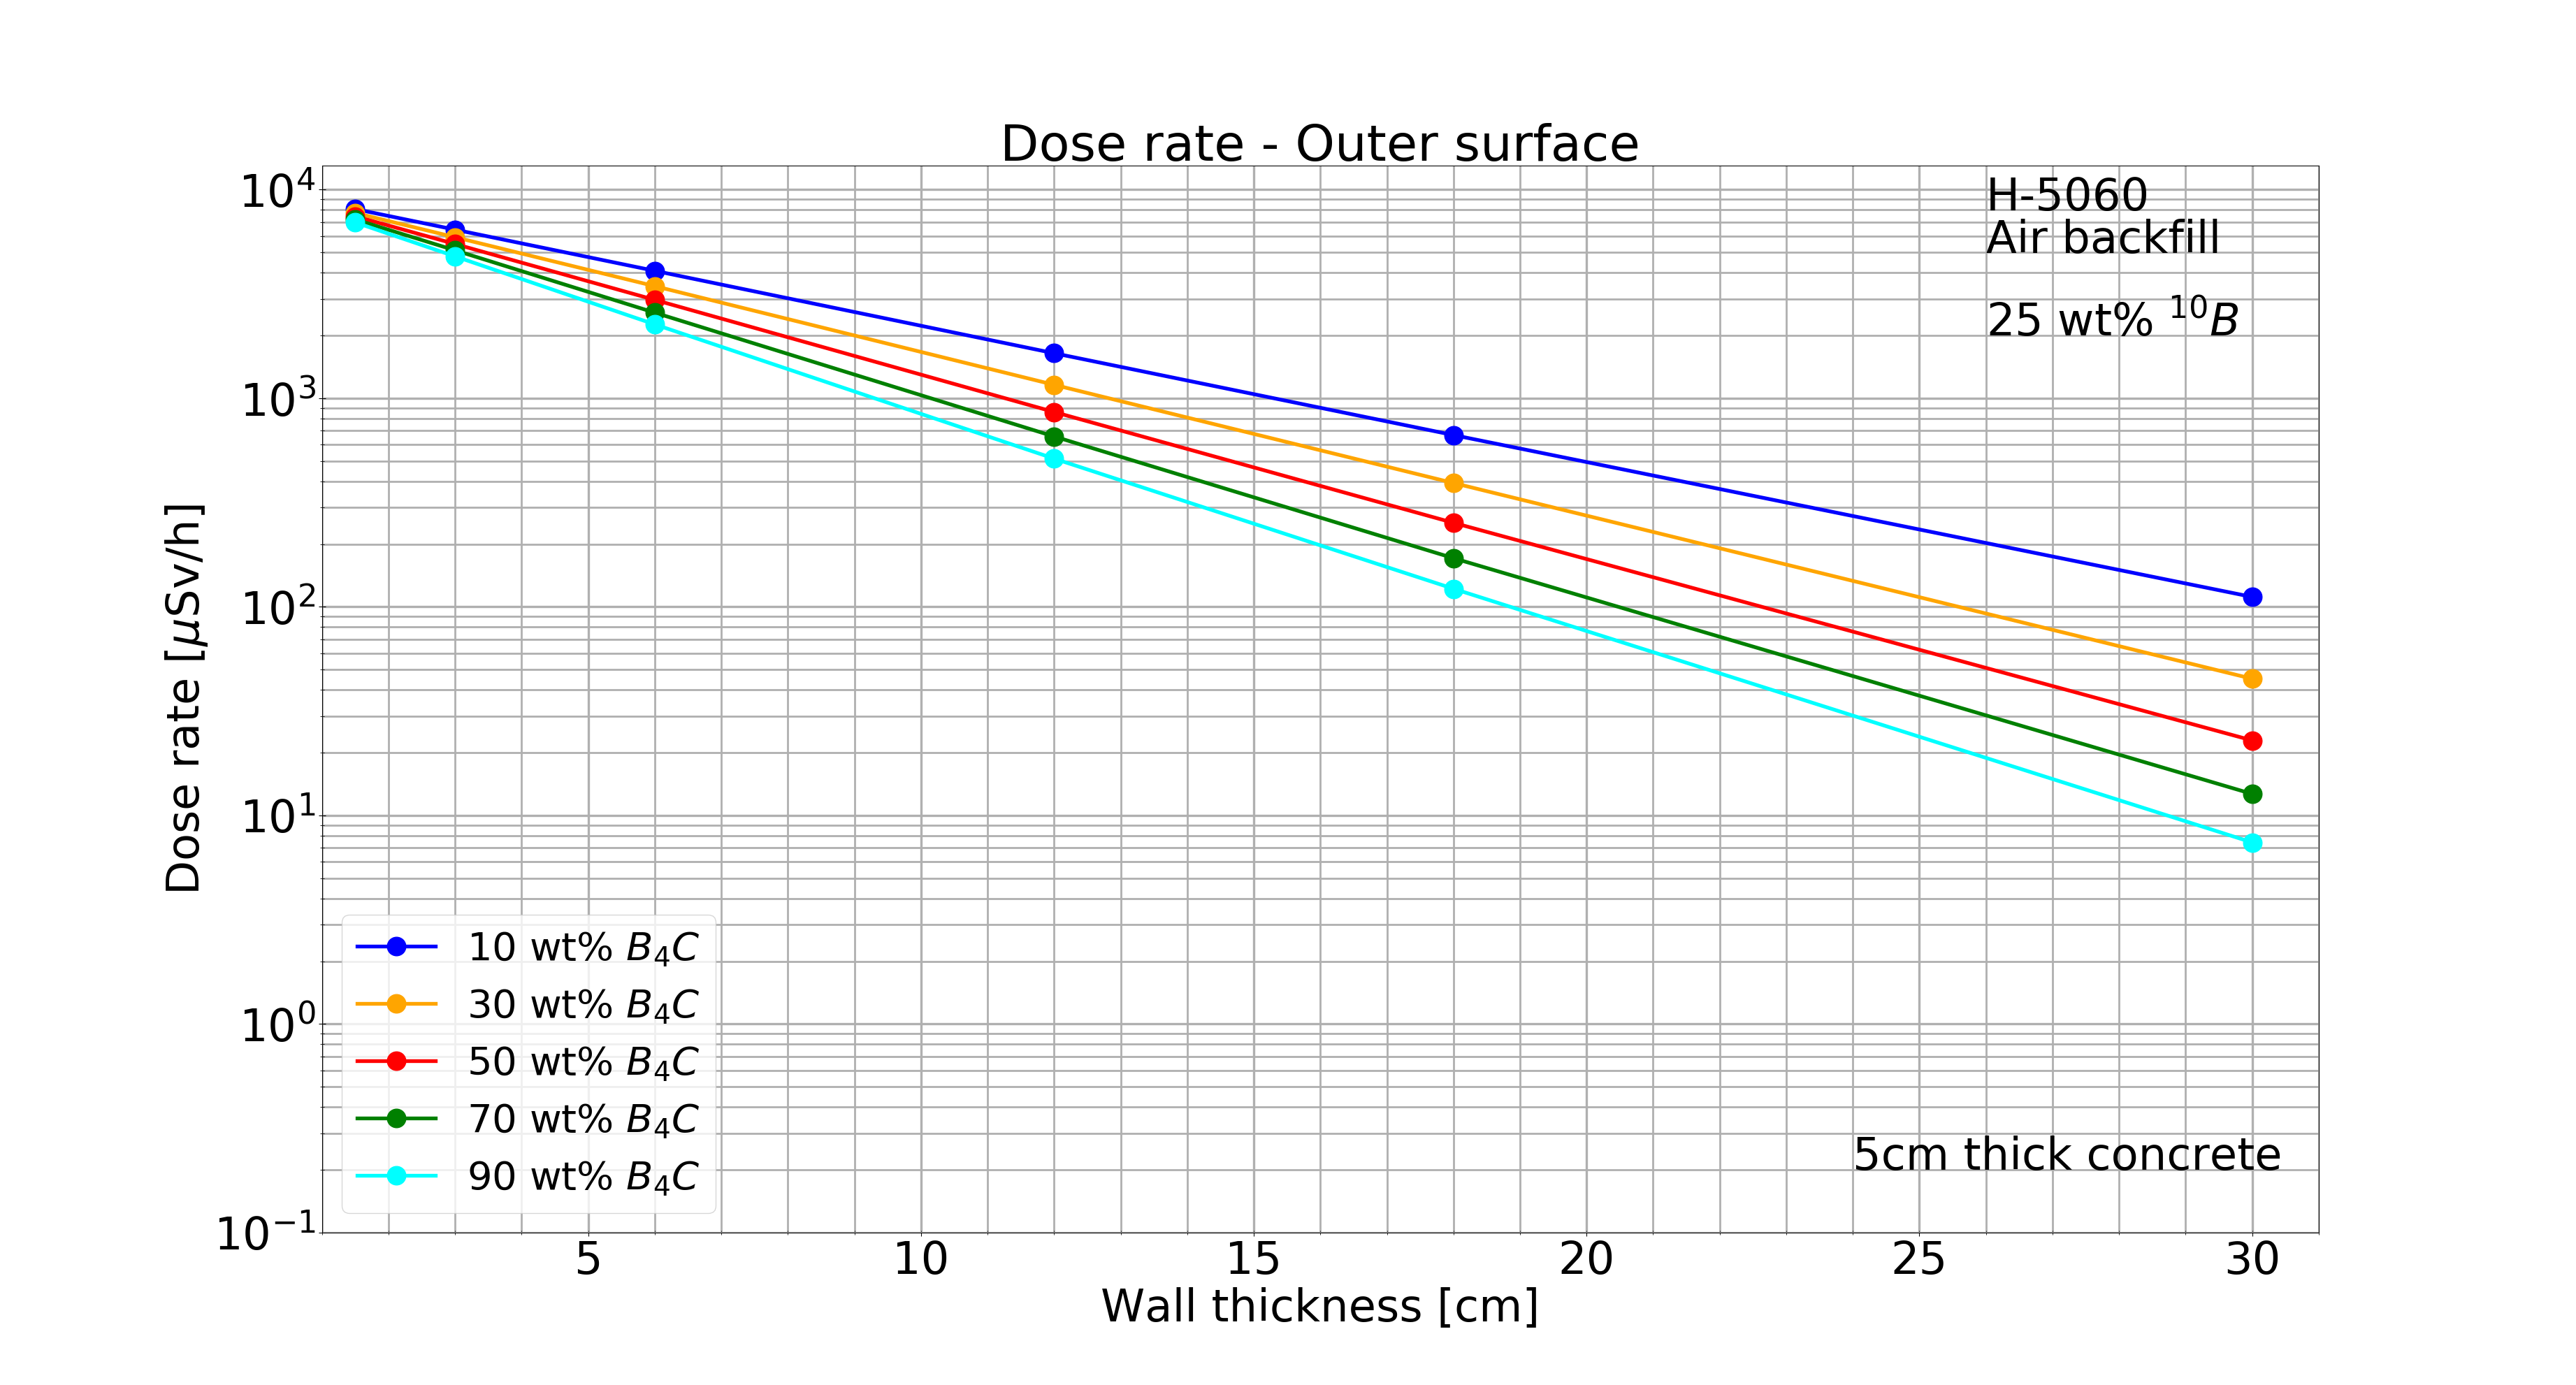 Dose rate - Outer surface
H-5060
Air backfill
25 wt% ¹⁰B
Dose rate [μSv/h]
10⁴
10³
10²
10¹
10⁰
10⁻¹
10 wt% B₄C
30 wt% B₄C
50 wt% B₄C
70 wt% B₄C
90 wt% B₄C
5cm thick concrete
5 10 15 20 25 30
Wall thickness [cm]